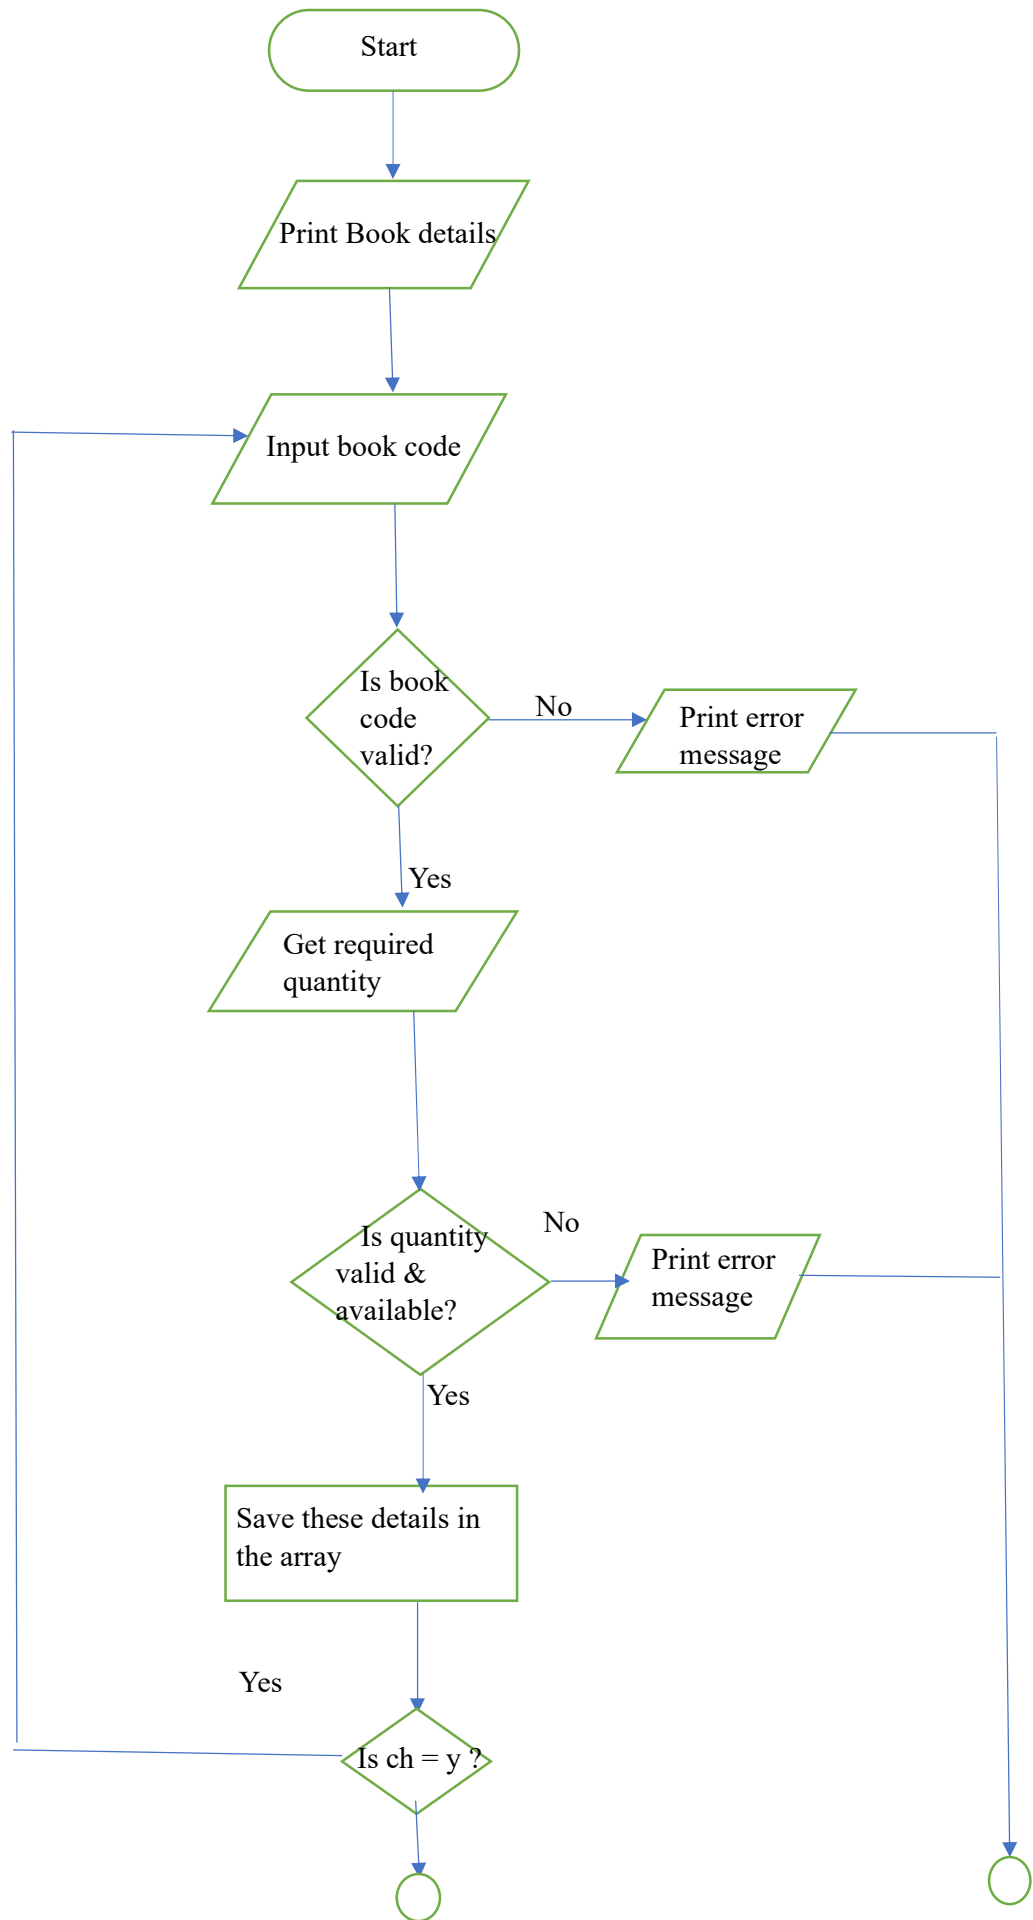 Start
Print Book details
Input book code
Is book
code
valid?
No
Print error
message
Yes
Get required
quantity
Is quantity
valid &
available?
No
Print error
message
Yes
Save these details in
the array
Yes
Is ch = y ?